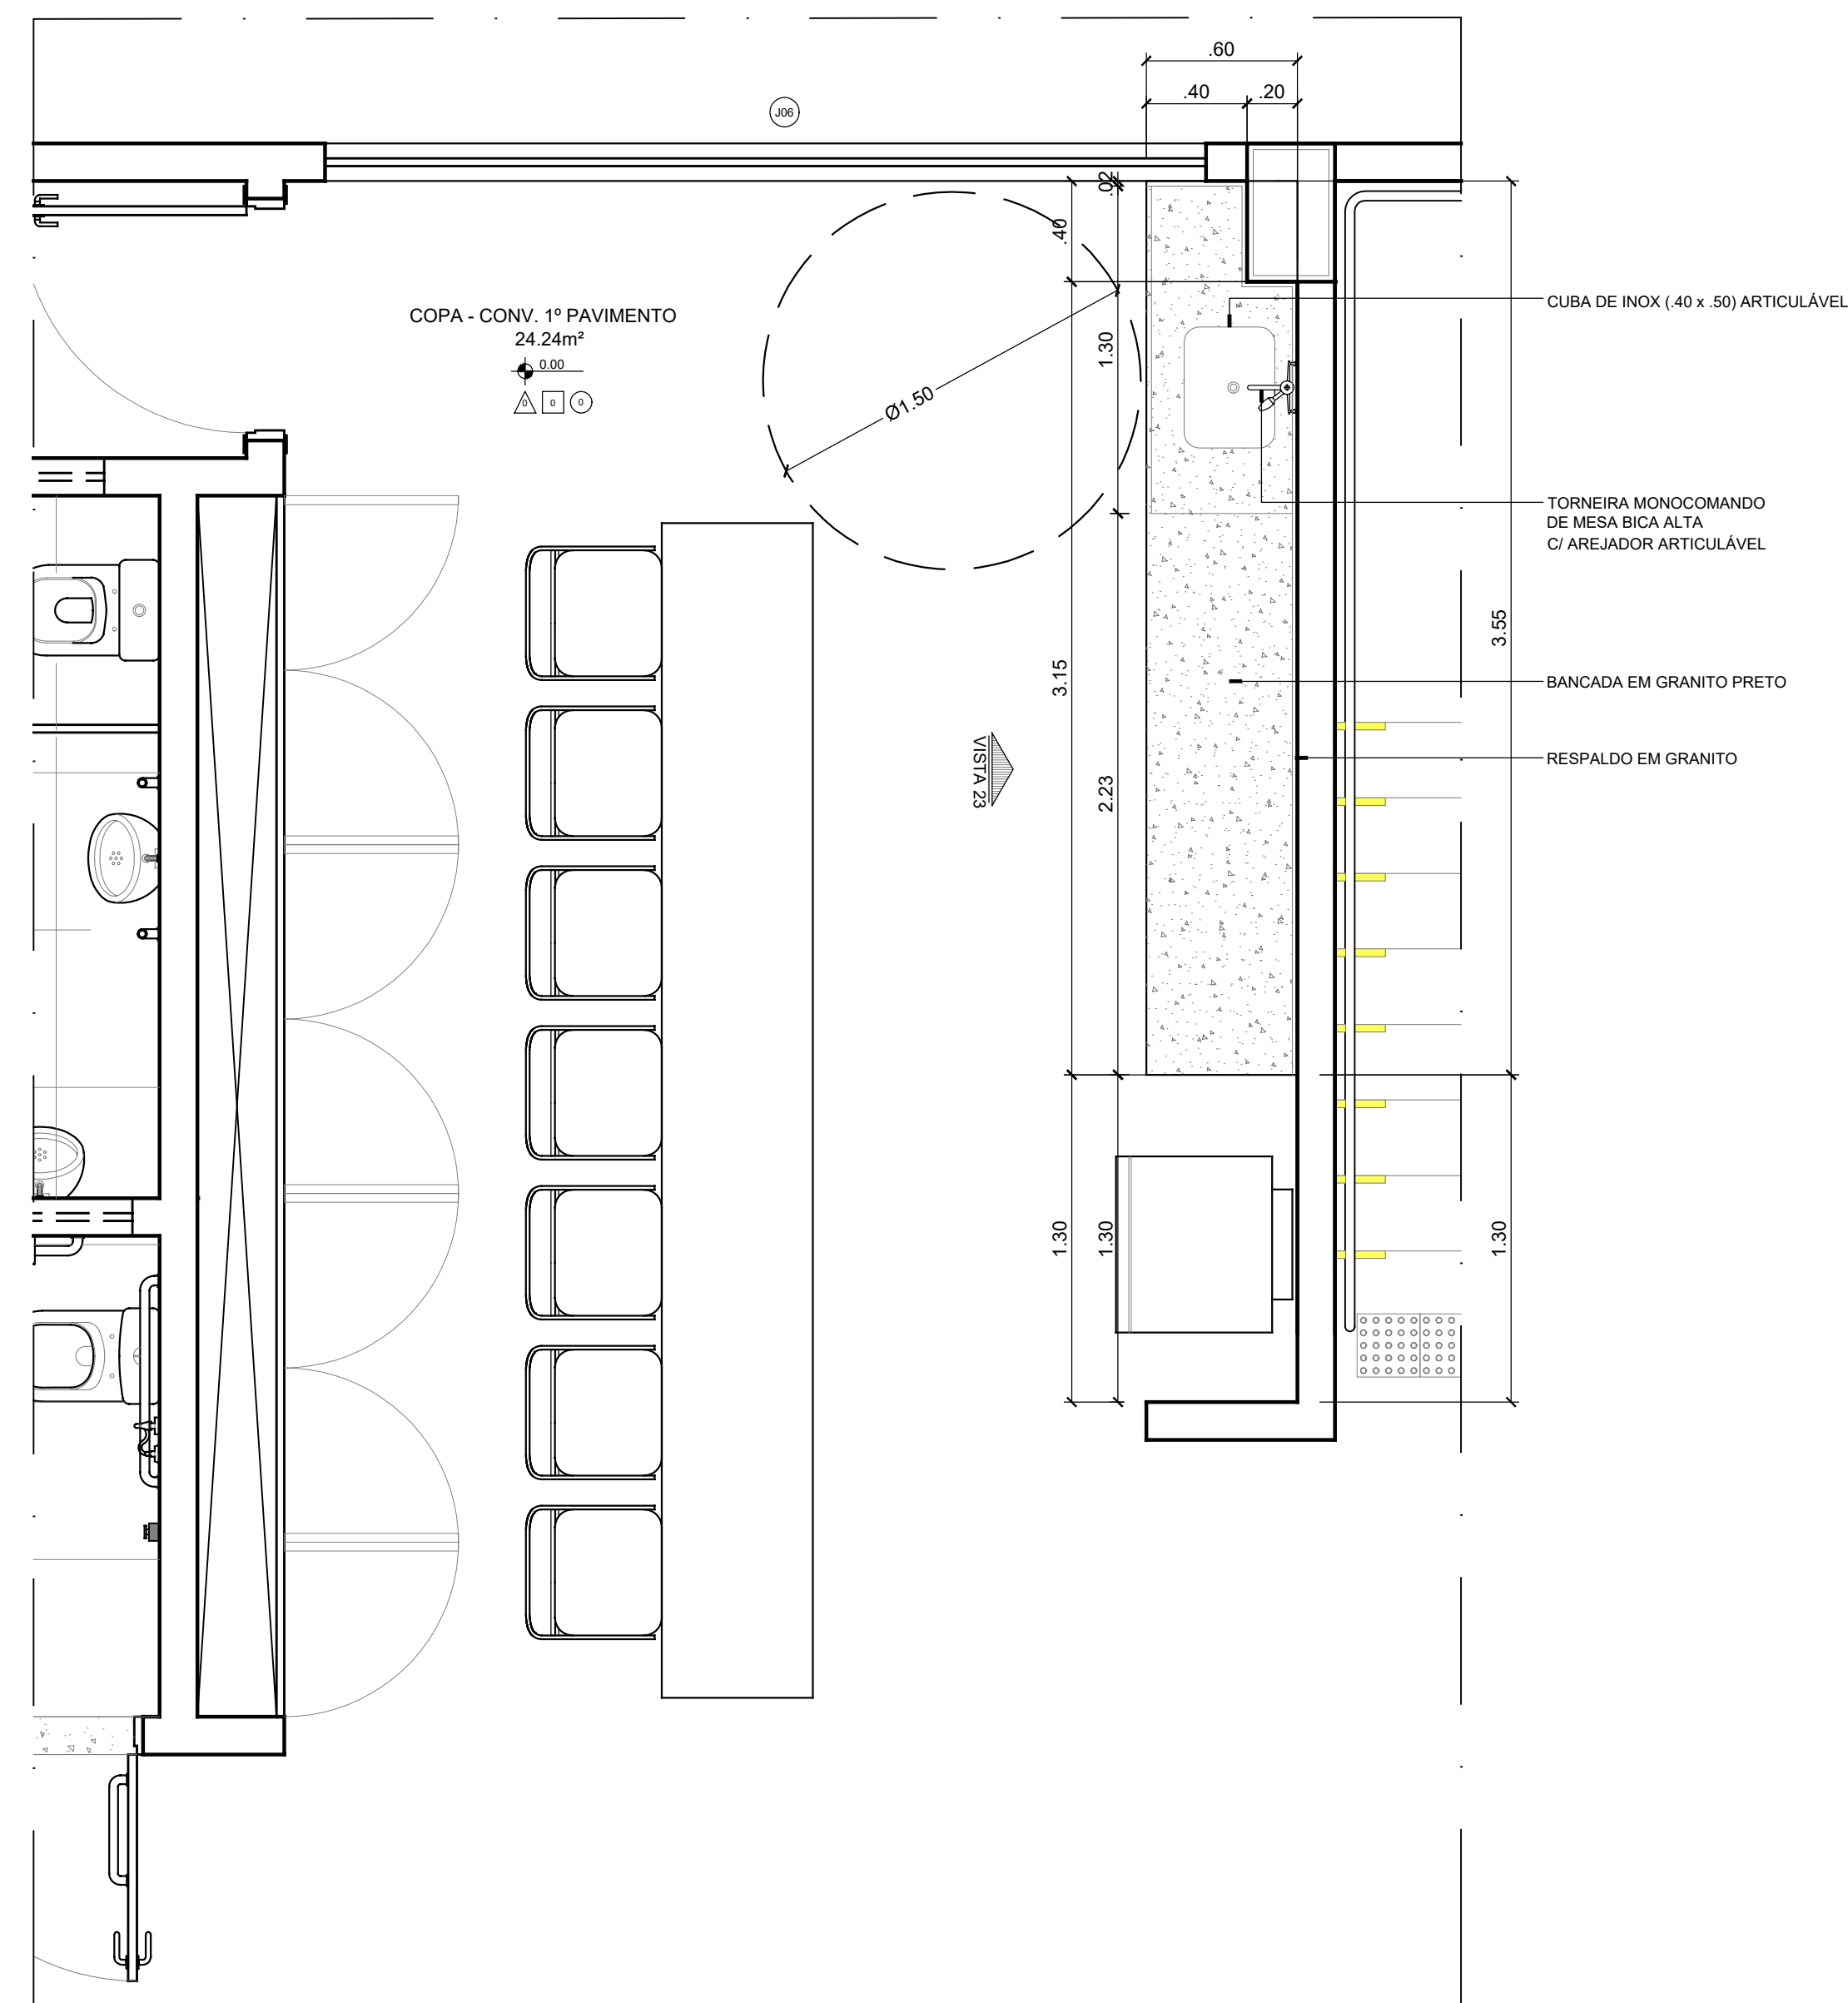 .60
.40
.20
J06
.02
.40
COPA - CONV. 1º PAVIMENTO
24.24m²
0.00
0
0
0
Ø1.50
1.30
CUBA DE INOX (.40 x .50) ARTICULÁVEL
TORNEIRA MONOCOMANDO
DE MESA BICA ALTA
C/ AREJADOR ARTICULÁVEL
3.55
3.15
BANCADA EM GRANITO PRETO
RESPALDO EM GRANITO
VISTA 23
2.23
1.30
1.30
1.30